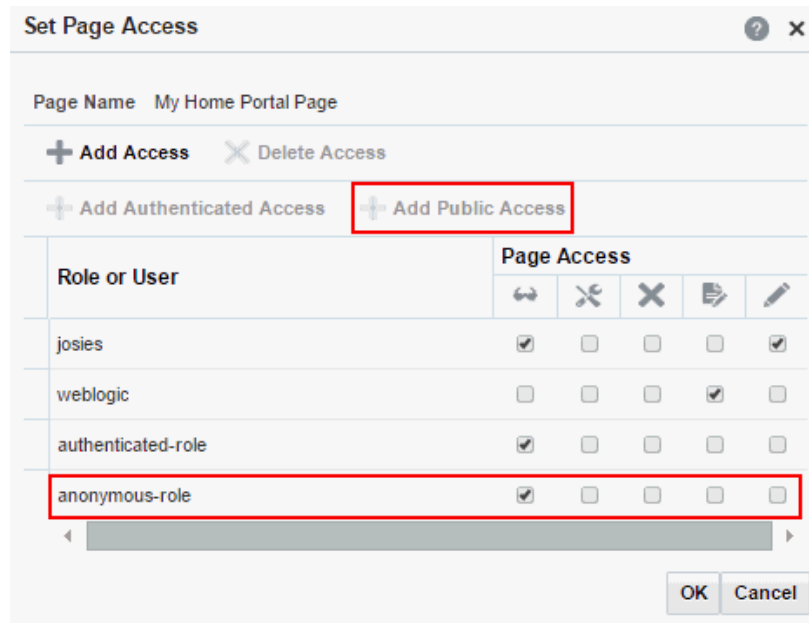 Set Page Access
Page Name My Home Portal Page
Add Access Delete Access
Add Authenticated Access Add Public Access
Role or User Page Access
josies
weblogic
authenticated-role
anonymous-role
OK Cancel